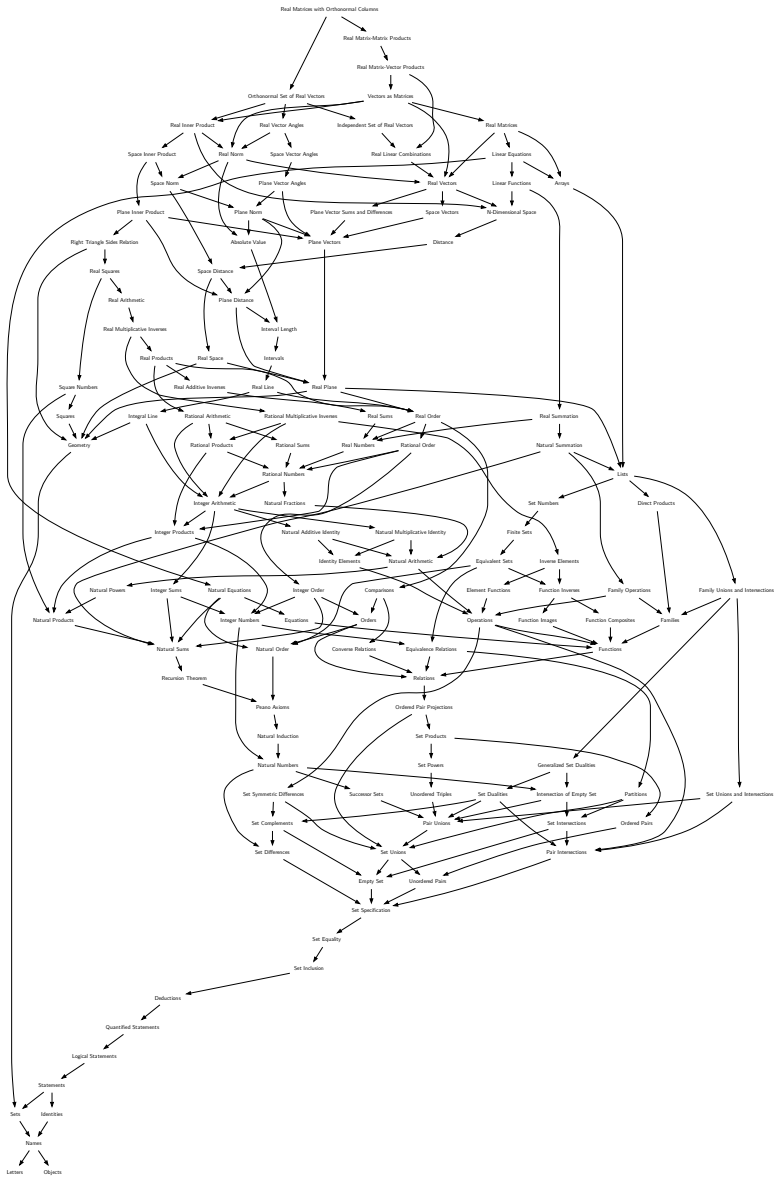 Real Matrices with Orthonormal Columns
Real Matrix-Matrix Products
Real Matrix-Vector Products
Orthonormal Set of Real Vectors
Vectors as Matrices
Real Inner Product
Real Vector Angles
Independent Set of Real Vectors
Real Matrices
Space Inner Product
Real Norm
Space Vector Angles
Real Linear Combinations
Linear Equations
Space Norm
Plane Vector Angles
Real Vectors
Linear Functions
Arrays
Plane Inner Product
Plane Norm
Plane Vector Sums and Differences
Space Vectors
N-Dimensional Space
Right Triangle Sides Relation
Absolute Value
Plane Vectors
Distance
Real Squares
Space Distance
Real Arithmetic
Plane Distance
Real Multiplicative Inverses
Interval Length
Real Products
Real Space
Intervals
Square Numbers
Real Additive Inverses
Real Line
Real Plane
Squares
Integral Line
Rational Arithmetic
Rational Multiplicative Inverses
Real Sums
Real Order
Real Summation
Geometry
Rational Products
Rational Sums
Real Numbers
Rational Order
Natural Summation
Rational Numbers
Lists
Integer Arithmetic
Natural Fractions
Set Numbers
Direct Products
Integer Products
Natural Additive Identity
Natural Multiplicative Identity
Finite Sets
Identity Elements
Natural Arithmetic
Equivalent Sets
Inverse Elements
Natural Powers
Integer Sums
Natural Equations
Integer Order
Comparisons
Element Functions
Function Inverses
Family Operations
Family Unions and Intersections
Natural Products
Integer Numbers
Equations
Orders
Operations
Function Images
Function Composites
Families
Natural Sums
Natural Order
Converse Relations
Equivalence Relations
Functions
Recursion Theorem
Relations
Peano Axioms
Ordered Pair Projections
Natural Induction
Set Products
Natural Numbers
Set Powers
Generalized Set Dualities
Set Symmetric Differences
Successor Sets
Unordered Triples
Set Dualities
Intersection of Empty Set
Partitions
Set Unions and Intersections
Set Complements
Pair Unions
Set Intersections
Ordered Pairs
Set Differences
Set Unions
Pair Intersections
Empty Set
Unordered Pairs
Set Specification
Set Equality
Set Inclusion
Deductions
Quantified Statements
Logical Statements
Statements
Sets
Identities
Names
Letters
Objects